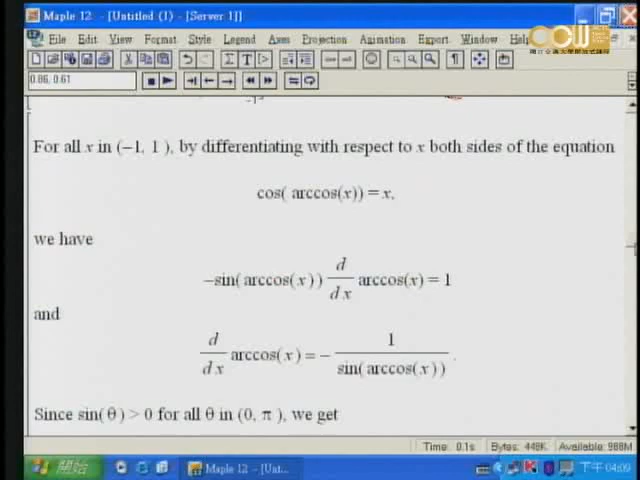 Maple 12 - [Untitled (1) - [Server 1]]
File Edit View Format Style Legend Axes Projection Animation Export Window Help
0.86, 0.61
-1
For all x in (−1, 1 ), by differentiating with respect to x both sides of the equation
cos( arccos(x)) = x,
we have
−sin( arccos(x) ) d/dx arccos(x) = 1
and
d/dx arccos(x) = − 1/sin( arccos(x) ) .
Since sin( θ ) > 0 for all θ in (0, π ), we get
Time: 0.1s Bytes: 448K Available: 988M
開始 Maple 12 - [Unt... 下午 04:09